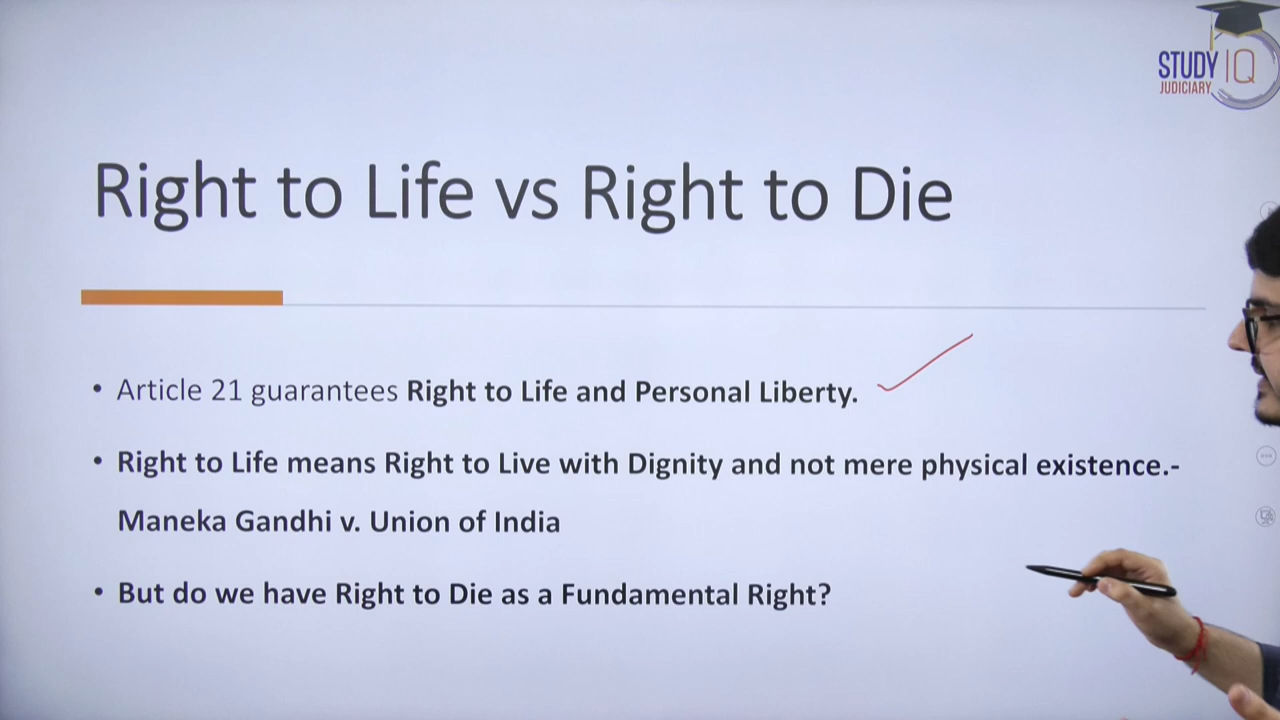 STUDY IQ
JUDICIARY
Right to Life vs Right to Die
• Article 21 guarantees Right to Life and Personal Liberty.
• Right to Life means Right to Live with Dignity and not mere physical existence.-
Maneka Gandhi v. Union of India
• But do we have Right to Die as a Fundamental Right?